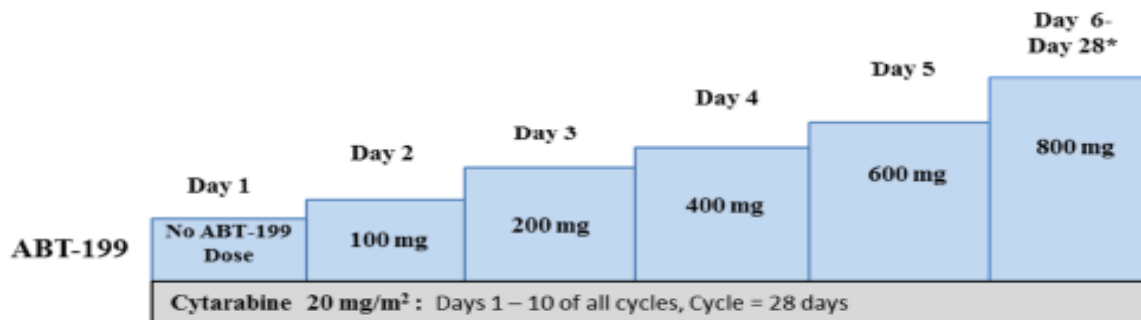 Day 6-
Day 28*
Day 5
Day 4
Day 3
Day 2
Day 1
800 mg
600 mg
400 mg
200 mg
100 mg
No ABT-199
Dose
ABT-199
Cytarabine 20 mg/m² : Days 1 – 10 of all cycles, Cycle = 28 days